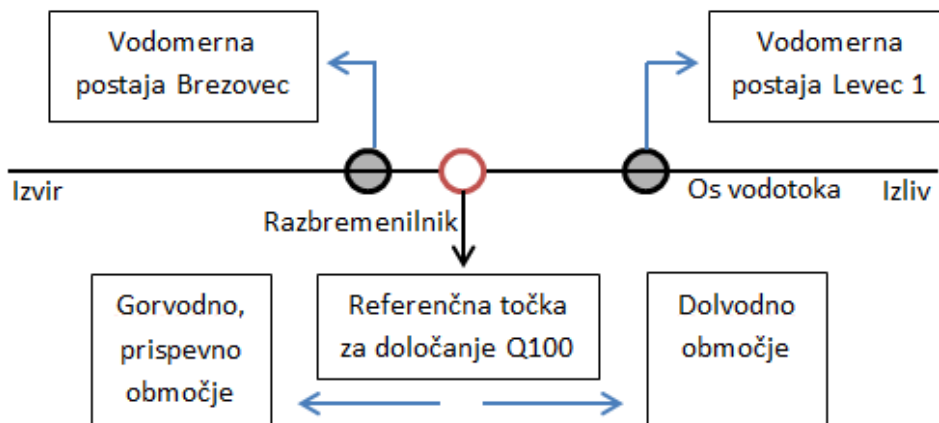 Vodomerna
postaja Brezovec
Vodomerna
postaja Levec 1
Izvir
Os vodotoka
Izliv
Razbremenilnik
Gorvodno,
prispevno
območje
Referenčna točka
za določanje Q100
Dolvodno
območje